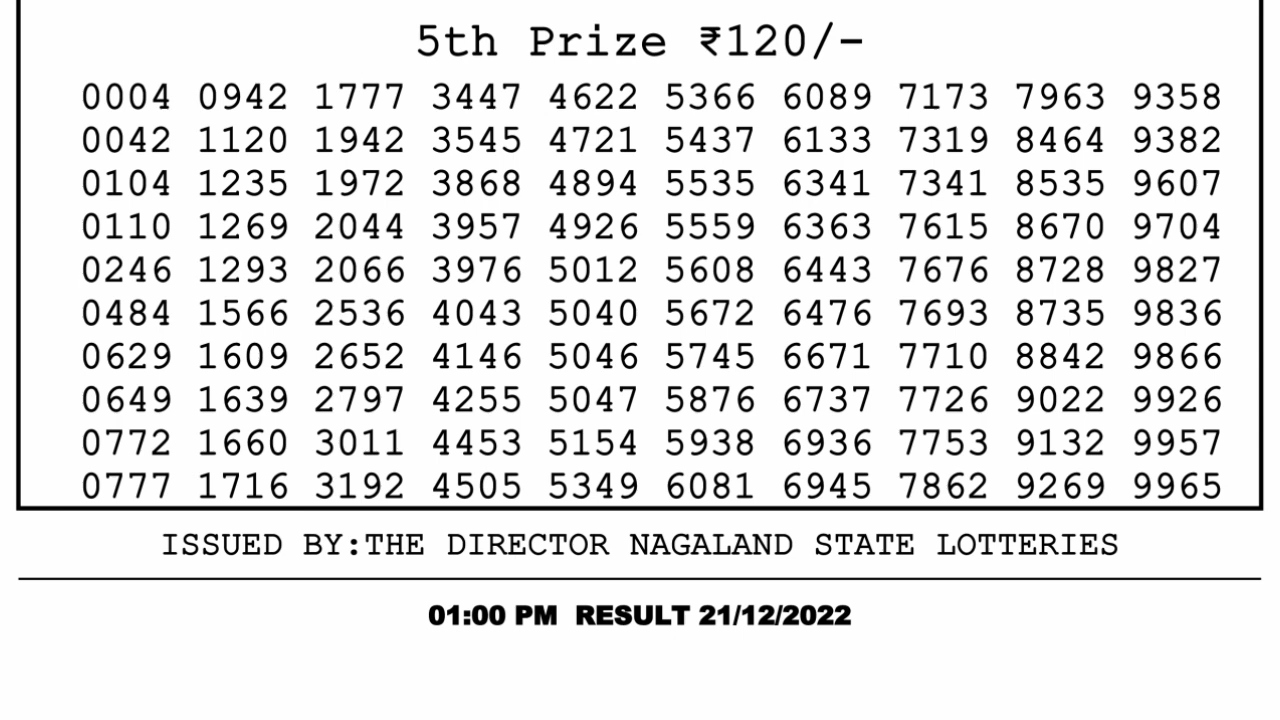 5th Prize ₹120/-
0004 0942 1777 3447 4622 5366 6089 7173 7963 9358
0042 1120 1942 3545 4721 5437 6133 7319 8464 9382
0104 1235 1972 3868 4894 5535 6341 7341 8535 9607
0110 1269 2044 3957 4926 5559 6363 7615 8670 9704
0246 1293 2066 3976 5012 5608 6443 7676 8728 9827
0484 1566 2536 4043 5040 5672 6476 7693 8735 9836
0629 1609 2652 4146 5046 5745 6671 7710 8842 9866
0649 1639 2797 4255 5047 5876 6737 7726 9022 9926
0772 1660 3011 4453 5154 5938 6936 7753 9132 9957
0777 1716 3192 4505 5349 6081 6945 7862 9269 9965
ISSUED BY:THE DIRECTOR NAGALAND STATE LOTTERIES
01:00 PM RESULT 21/12/2022